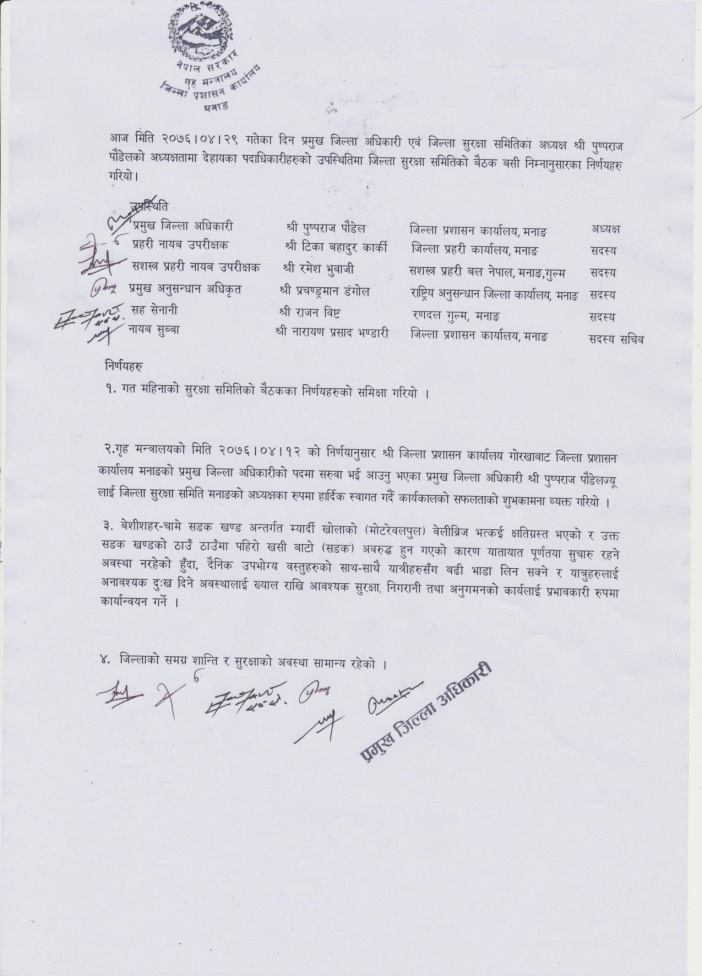 नेपाल सरकार
गृह मन्त्रालय
जिल्ला प्रशासन कार्यालय
मनाङ
आज मिति २०७६।०४।२९ गतेका दिन प्रमुख जिल्ला अधिकारी एवं जिल्ला सुरक्षा समितिका अध्यक्ष श्री पुष्पराज
पौडेलको अध्यक्षतामा देहायका पदाधिकारीहरुको उपस्थितिमा जिल्ला सुरक्षा समितिको बैठक बसी निम्नानुसारका निर्णयहरु
गरियो।
उपस्थिति
प्रमुख जिल्ला अधिकारी श्री पुष्पराज पौडेल जिल्ला प्रशासन कार्यालय, मनाङ अध्यक्ष
प्रहरी नायब उपरीक्षक श्री टिका बहादुर कार्की जिल्ला प्रहरी कार्यालय, मनाङ सदस्य
सशस्त्र प्रहरी नायब उपरीक्षक श्री रमेश भुवाजी सशस्त्र प्रहरी बल नेपाल, मनाङ,गुल्म सदस्य
प्रमुख अनुसन्धान अधिकृत श्री प्रचण्ड्रमान डंगोल राष्ट्रिय अनुसन्धान जिल्ला कार्यालय, मनाङ सदस्य
सह सेनानी श्री राजन विष्ट रणदल गुल्म, मनाङ सदस्य
नायब सुब्बा श्री नारायण प्रसाद भण्डारी जिल्ला प्रशासन कार्यालय, मनाङ सदस्य सचिव
निर्णयहरु
१. गत महिनाको सुरक्षा समितिको बैठकका निर्णयहरुको समिक्षा गरियो ।
२.गृह मन्त्रालयको मिति २०७६।०४।१२ को निर्णयानुसार श्री जिल्ला प्रशासन कार्यालय गोरखाबाट जिल्ला प्रशासन
कार्यालय मनाङको प्रमुख जिल्ला अधिकारीको पदमा सरुवा भई आउनु भएका प्रमुख जिल्ला अधिकारी श्री पुष्पराज पौडेलज्यू
लाई जिल्ला सुरक्षा समिति मनाङको अध्यक्षका रुपमा हार्दिक स्वागत गर्दै कार्यकालको सफलताको शुभकामना व्यक्त गरियो ।
३. बेशीशहर-चामे सडक खण्ड अन्तर्गत म्यार्दी खोलाको (मोटरेवलपुल) वेलीब्रिज भत्कई क्षतिग्रस्त भएको र उक्त
सडक खण्डको ठाउँ ठाउँमा पहिरो खसी बाटो (सडक) अवरुद्ध हुन गएको कारण यातायात पूर्णतया सुचारु रहने
अवस्था नरहेको हुँदा, दैनिक उपभोग्य वस्तुहरुको साथ-साथै यात्रीहरुसँग बढी भाडा लिन सक्ने र यात्रुहरुलाई
अनावश्यक दुःख दिने अवस्थालाई ख्याल राखि आवश्यक सुरक्षा, निगरानी तथा अनुगमनको कार्यलाई प्रभावकारी रुपमा
कार्यान्वयन गर्ने ।
४. जिल्लाको समग्र शान्ति र सुरक्षाको अवस्था सामान्य रहेको ।
प्रमुख जिल्ला अधिकारी